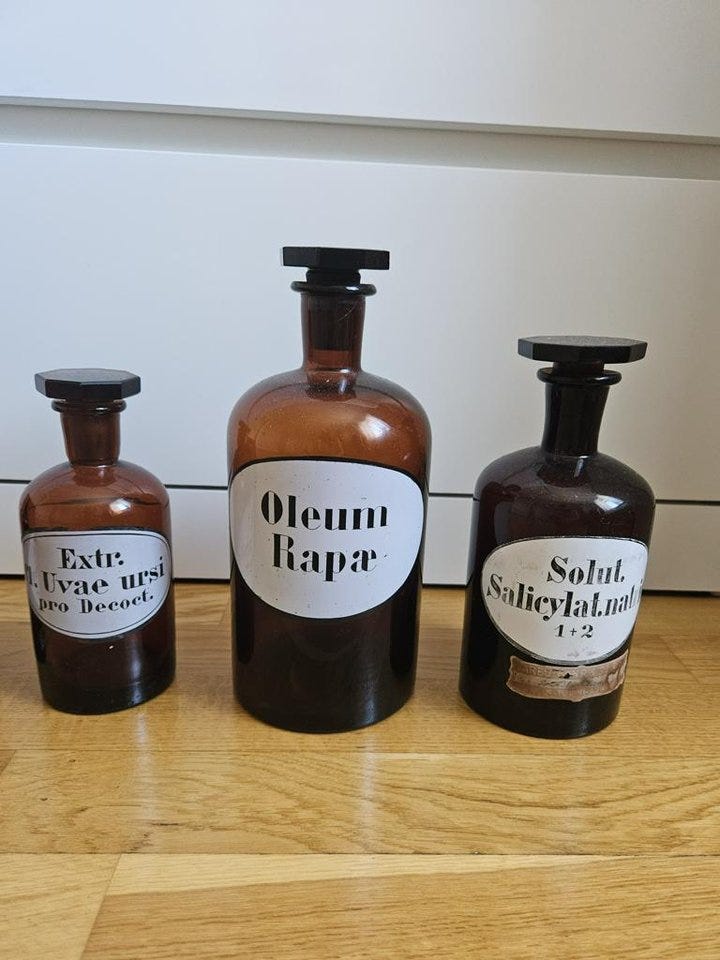 Extr.
Uvae ursi
pro Decoct.
Oleum
Rapæ
Solut.
Salicylat.natr
1+2